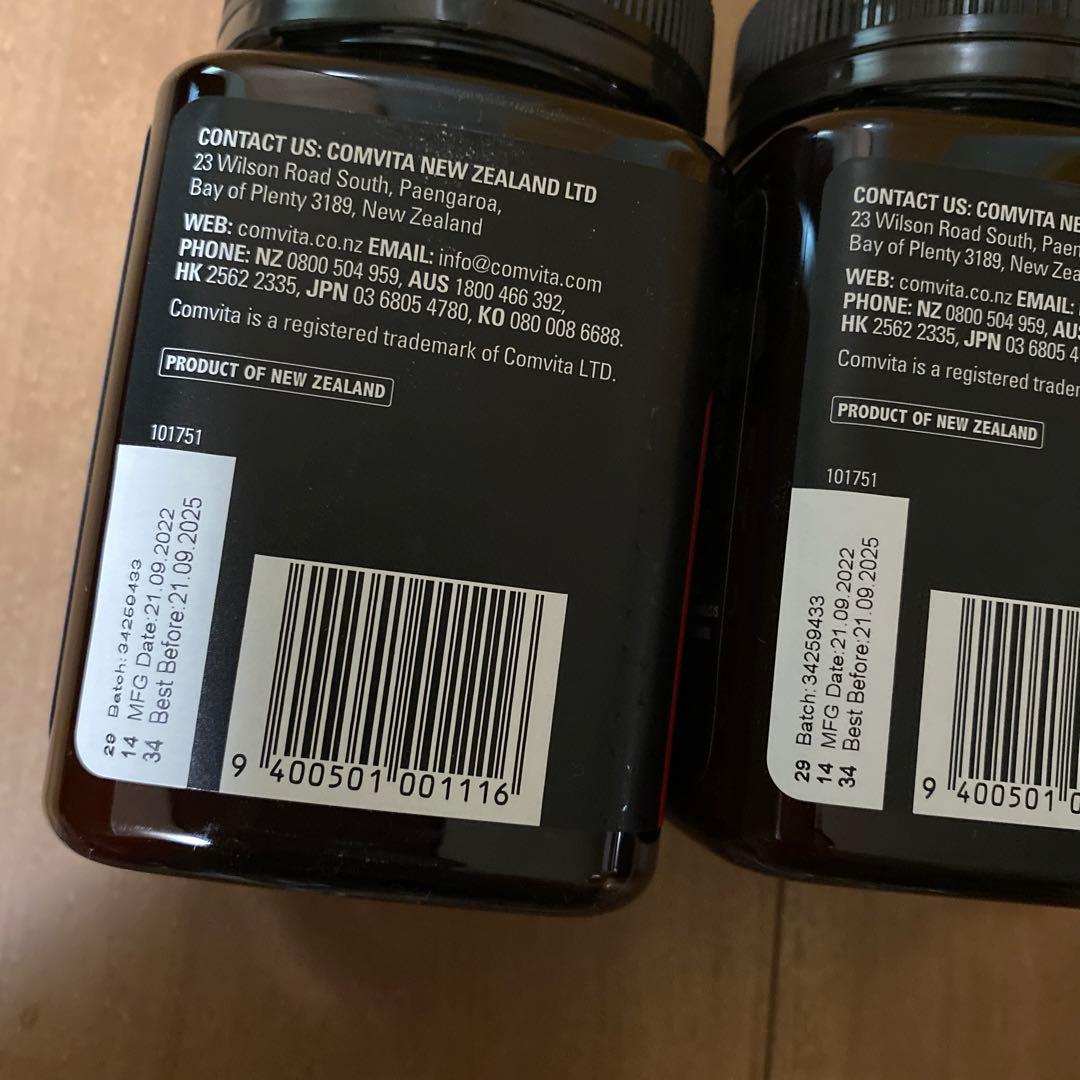 CONTACT US: COMVITA NEW ZEALAND LTD
23 Wilson Road South, Paengaroa,
Bay of Plenty 3189, New Zealand
WEB: comvita.co.nz EMAIL: info@comvita.com
PHONE: NZ 0800 504 959, AUS 1800 466 392,
HK 2562 2335, JPN 03 6805 4780, KO 080 008 6688.
Comvita is a registered trademark of Comvita LTD.
PRODUCT OF NEW ZEALAND
101751
29 Batch:34259433
14 MFG Date:21.09.2022
34 Best Before:21.09.2025
9 400501 001116
CONTACT US: COMVITA NE
23 Wilson Road South, Paen
Bay of Plenty 3189, New Zea
WEB: comvita.co.nz EMAIL:
PHONE: NZ 0800 504 959, AUS
HK 2562 2335, JPN 03 6805 4
Comvita is a registered trader
PRODUCT OF NEW ZEALAND
101751
29 Batch:34259433
14 MFG Date:21.09.2022
34 Best Before:21.09.2025
9 400501 0